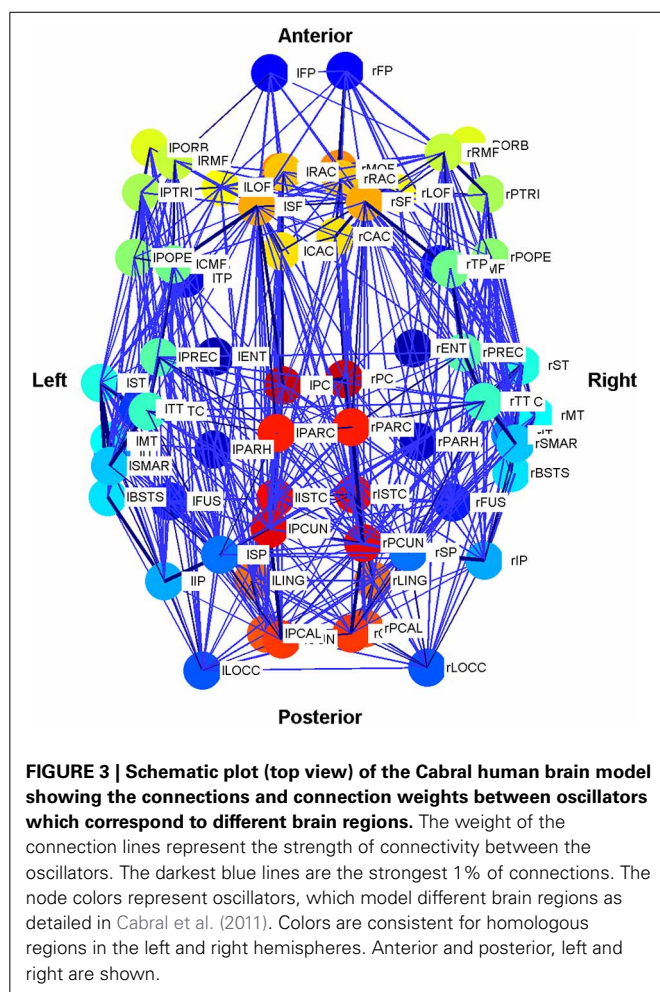 Anterior
lFP rFP
lPORB PORB
lRMF rRMF
lRAC rMOF
rRAC
lPTRI lLOF rLOF rPTRI
lSF rSF
lCAC rCAC
lPOPE rPOPE
lCMF rTP MF
lTP
lPREC lENT rENT rPREC
rST
Left lST lPC rPC Right
lTT TC rTT C
rMT
lPARC rPARC
lMT rSMAR
lPARH rPARH
lSMAR rBSTS
lBSTS lFUS lISTC rISTC rFUS
lPCUN rPCUN
lSP rSP rIP
lIP lLING rLING
lPCAL rPCAL
lLOCC rLOCC
Posterior
FIGURE 3 | Schematic plot (top view) of the Cabral human brain model
showing the connections and connection weights between oscillators
which correspond to different brain regions. The weight of the
connection lines represent the strength of connectivity between the
oscillators. The darkest blue lines are the strongest 1% of connections. The
node colors represent oscillators, which model different brain regions as
detailed in Cabral et al. (2011). Colors are consistent for homologous
regions in the left and right hemispheres. Anterior and posterior, left and
right are shown.